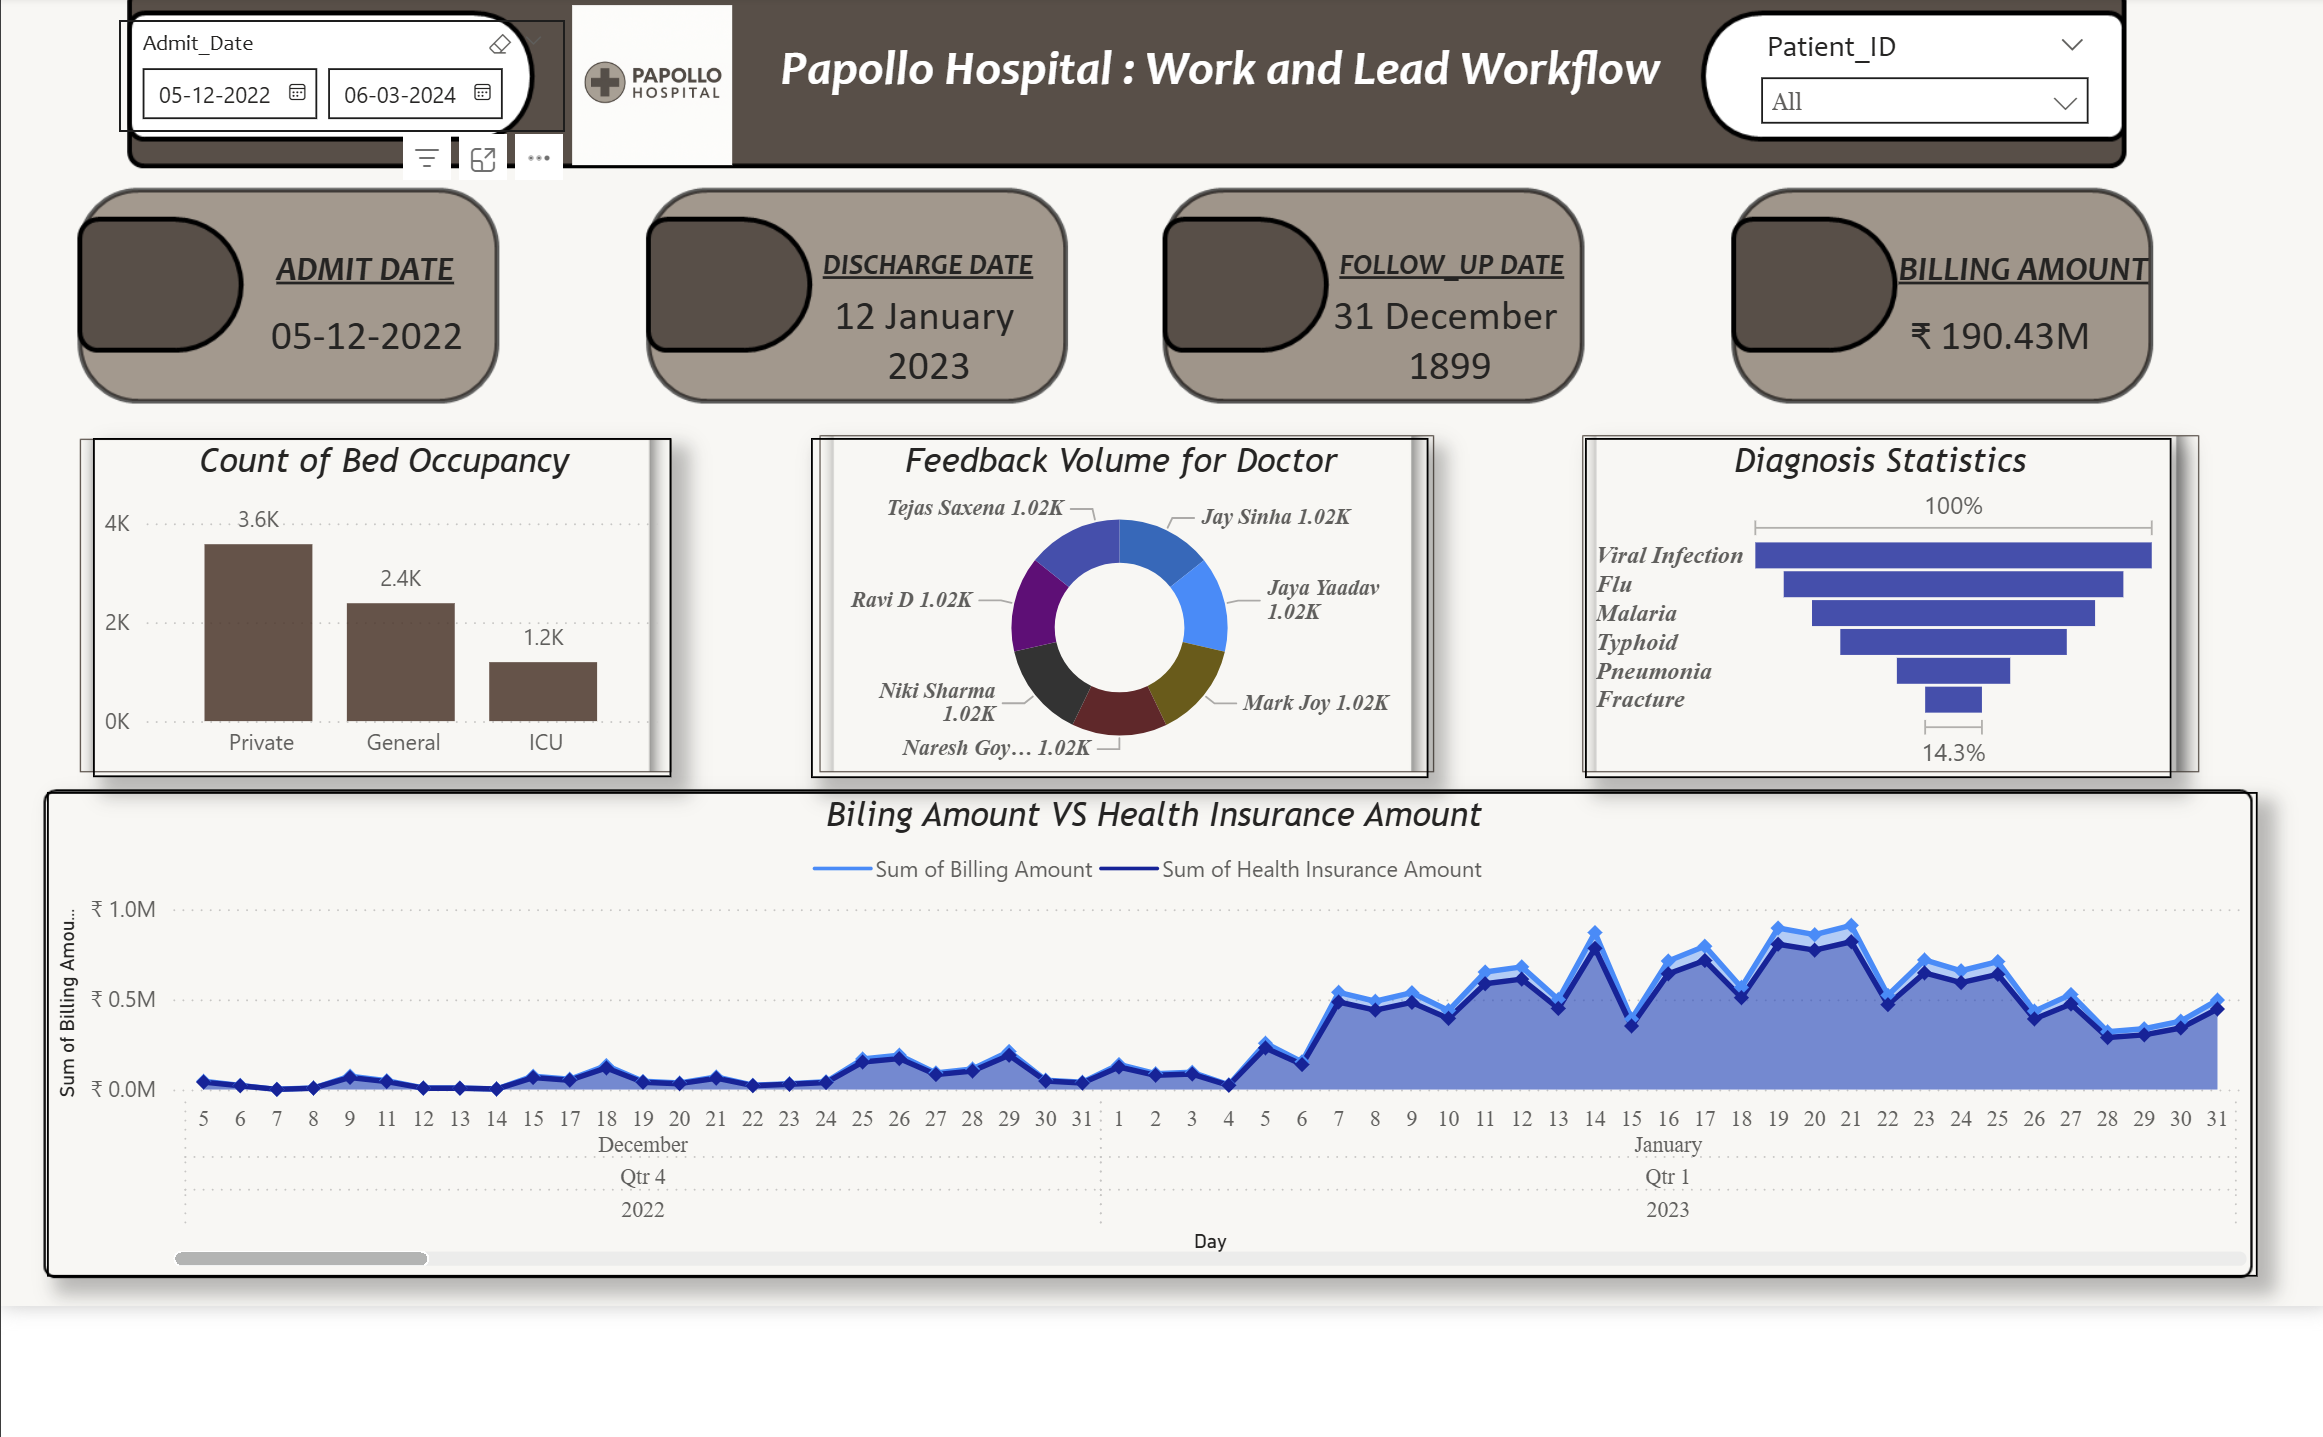 Admit_Date
05-12-2022
06-03-2024
PAPOLLO
HOSPITAL
Papollo Hospital : Work and Lead Workflow
Patient_ID
All
ADMIT DATE
05-12-2022
DISCHARGE DATE
12 January
2023
FOLLOW_UP DATE
31 December
1899
BILLING AMOUNT
₹ 190.43M
Count of Bed Occupancy
4K
2K
0K
3.6K
2.4K
1.2K
Private
General
ICU
Feedback Volume for Doctor
Tejas Saxena 1.02K
Jay Sinha 1.02K
Ravi D 1.02K
Jaya Yaadav
1.02K
Niki Sharma
1.02K
Mark Joy 1.02K
Naresh Goy... 1.02K
Diagnosis Statistics
100%
Viral Infection
Flu
Malaria
Typhoid
Pneumonia
Fracture
14.3%
Biling Amount VS Health Insurance Amount
Sum of Billing Amount
Sum of Health Insurance Amount
Sum of Billing Amou...
₹ 1.0M
₹ 0.5M
₹ 0.0M
5 6 7 8 9 11 12 13 14 15 17 18 19 20 21 22 23 24 25 26 27 28 29 30 31 1 2 3 4 5 6 7 8 9 10 11 12 13 14 15 16 17 18 19 20 21 22 23 24 25 26 27 28 29 30 31
December
January
Qtr 4
Qtr 1
2022
2023
Day